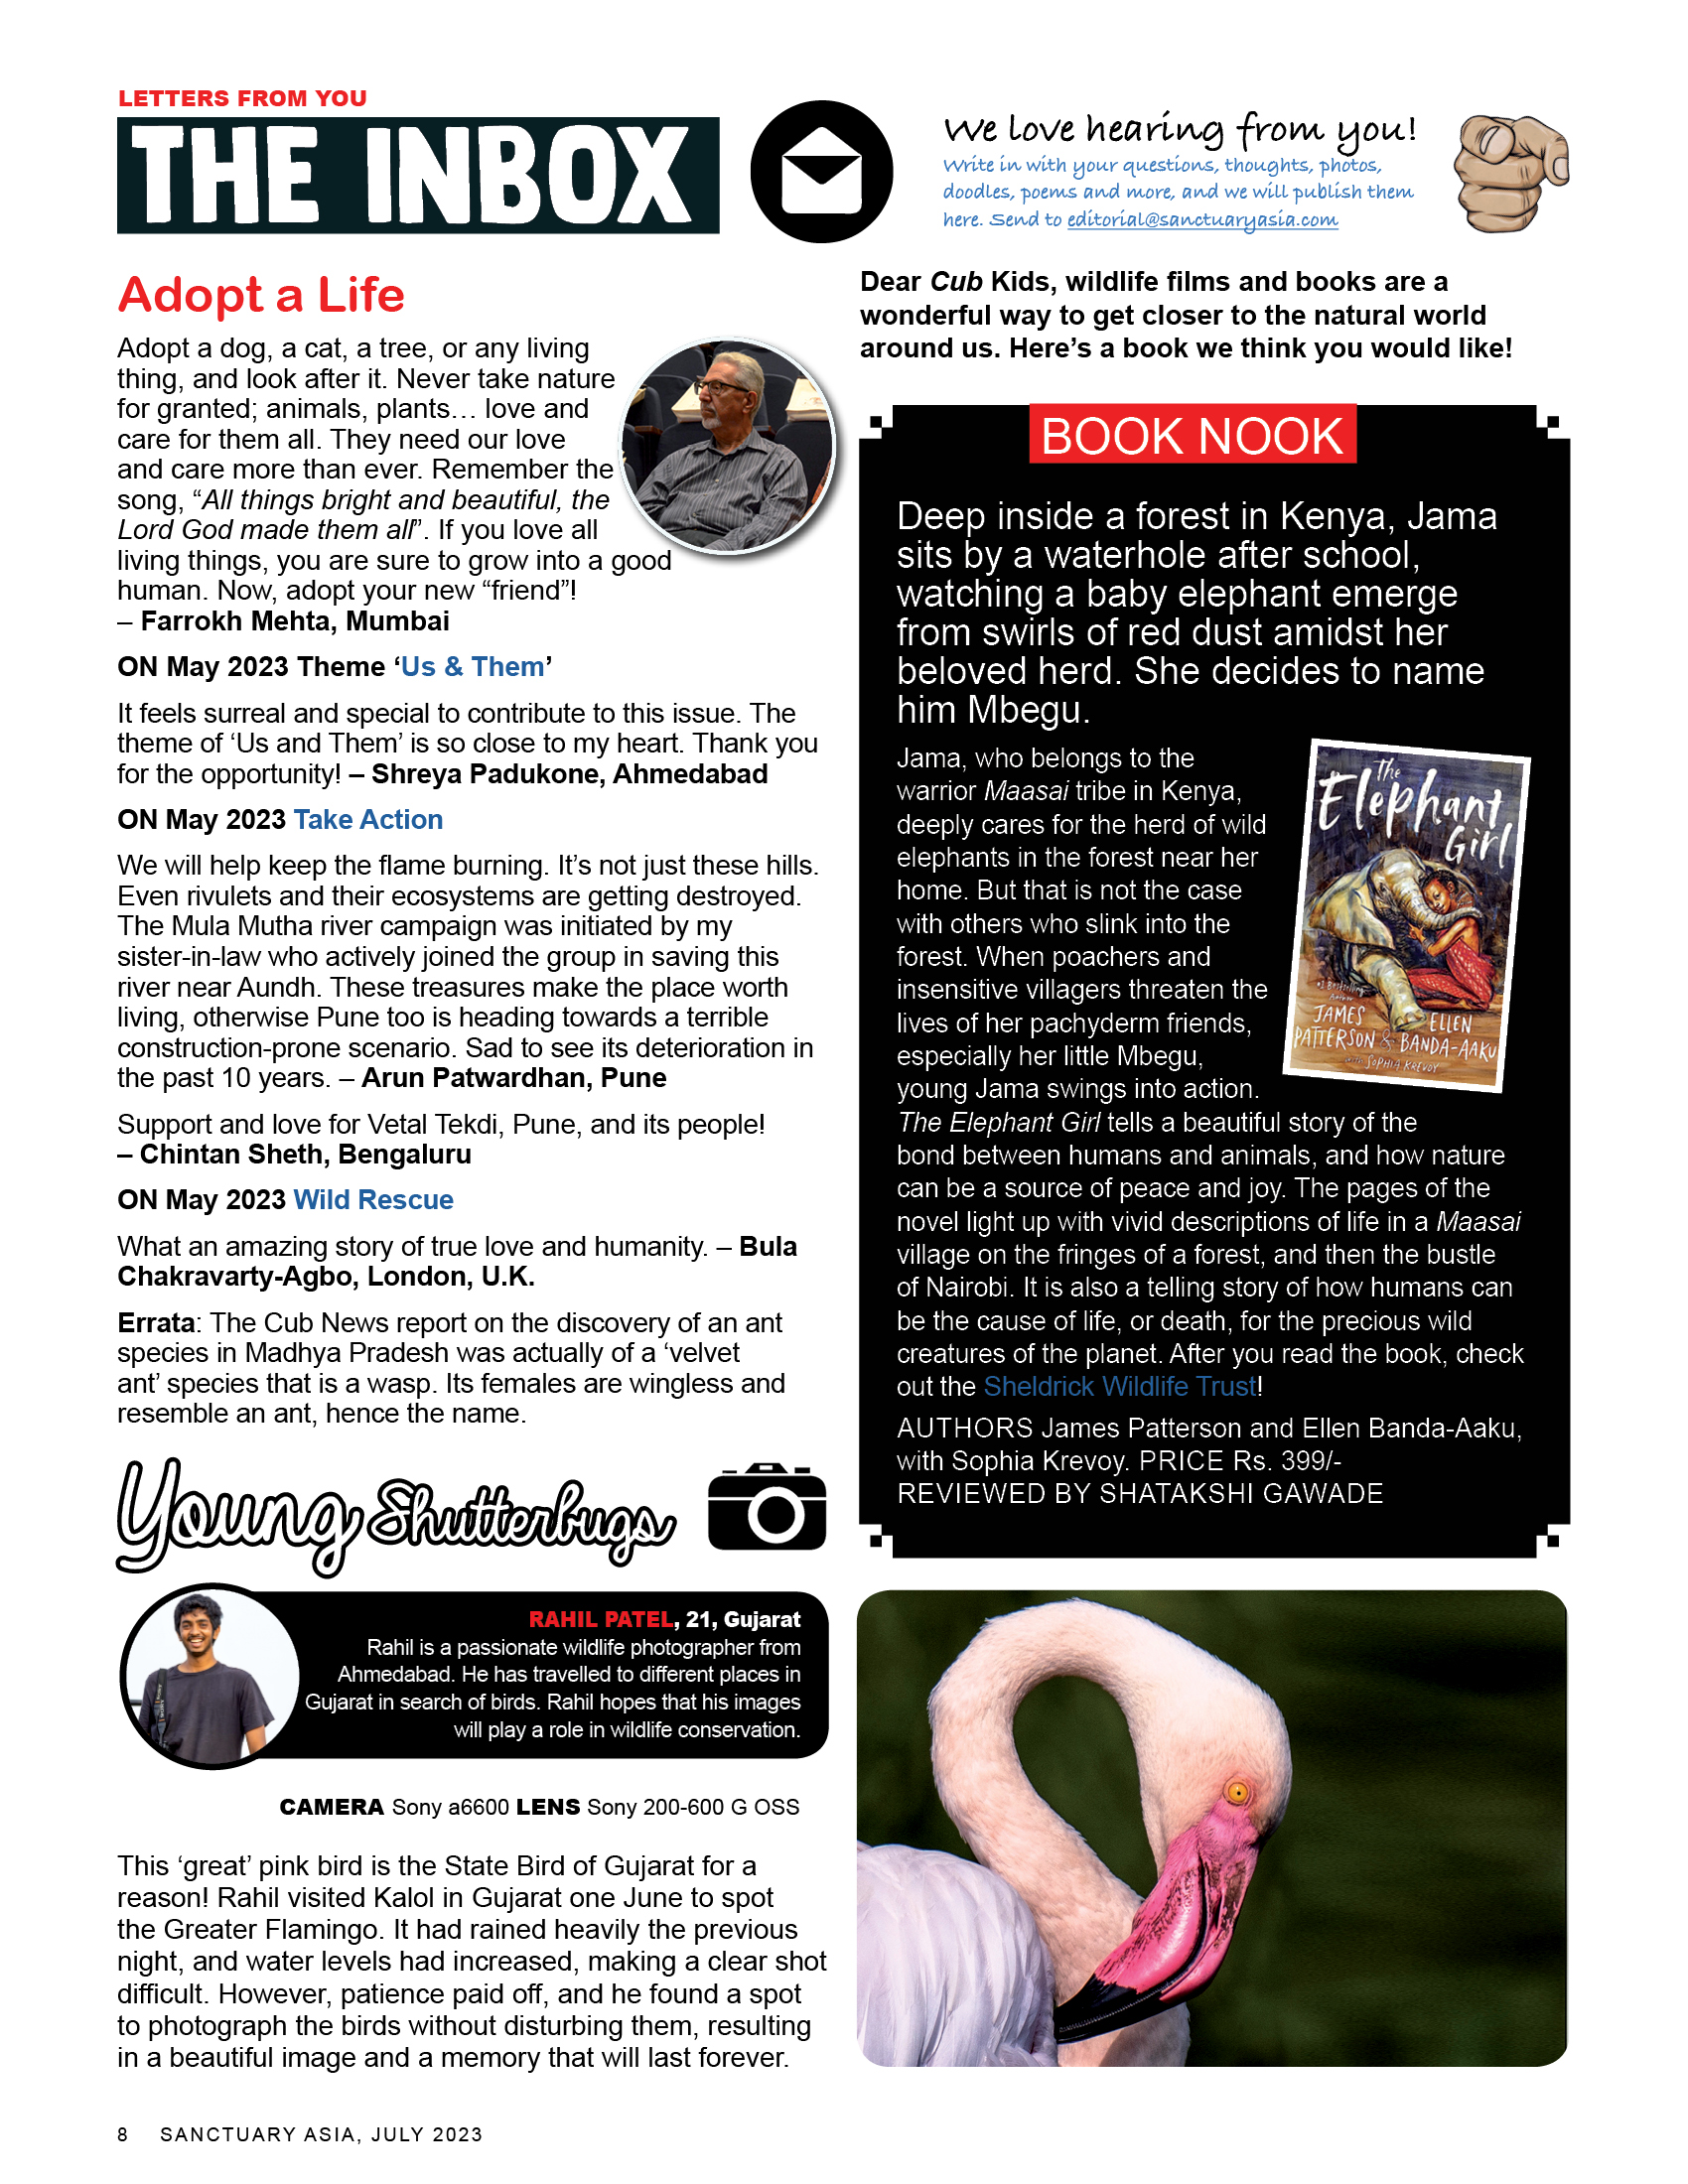 LETTERS FROM YOU
THE INBOX
We love hearing from you!
Write in with your questions, thoughts, photos,
doodles, poems and more, and we will publish them
here. Send to editorial@sanctuaryasia.com
Adopt a Life
Adopt a dog, a cat, a tree, or any living
thing, and look after it. Never take nature
for granted; animals, plants… love and
care for them all. They need our love
and care more than ever. Remember the
song, “All things bright and beautiful, the
Lord God made them all”. If you love all
living things, you are sure to grow into a good
human. Now, adopt your new “friend”!
– Farrokh Mehta, Mumbai
ON May 2023 Theme ‘Us & Them’
It feels surreal and special to contribute to this issue. The
theme of ‘Us and Them’ is so close to my heart. Thank you
for the opportunity! – Shreya Padukone, Ahmedabad
ON May 2023 Take Action
We will help keep the flame burning. It’s not just these hills.
Even rivulets and their ecosystems are getting destroyed.
The Mula Mutha river campaign was initiated by my
sister-in-law who actively joined the group in saving this
river near Aundh. These treasures make the place worth
living, otherwise Pune too is heading towards a terrible
construction-prone scenario. Sad to see its deterioration in
the past 10 years. – Arun Patwardhan, Pune
Support and love for Vetal Tekdi, Pune, and its people!
– Chintan Sheth, Bengaluru
ON May 2023 Wild Rescue
What an amazing story of true love and humanity. – Bula
Chakravarty-Agbo, London, U.K.
Errata: The Cub News report on the discovery of an ant
species in Madhya Pradesh was actually of a ‘velvet
ant’ species that is a wasp. Its females are wingless and
resemble an ant, hence the name.
Dear Cub Kids, wildlife films and books are a
wonderful way to get closer to the natural world
around us. Here’s a book we think you would like!
BOOK NOOK
Deep inside a forest in Kenya, Jama
sits by a waterhole after school,
watching a baby elephant emerge
from swirls of red dust amidst her
beloved herd. She decides to name
him Mbegu.
Jama, who belongs to the
warrior Maasai tribe in Kenya,
deeply cares for the herd of wild
elephants in the forest near her
home. But that is not the case
with others who slink into the
forest. When poachers and
insensitive villagers threaten the
lives of her pachyderm friends,
especially her little Mbegu,
young Jama swings into action.
The Elephant Girl tells a beautiful story of the
bond between humans and animals, and how nature
can be a source of peace and joy. The pages of the
novel light up with vivid descriptions of life in a Maasai
village on the fringes of a forest, and then the bustle
of Nairobi. It is also a telling story of how humans can
be the cause of life, or death, for the precious wild
creatures of the planet. After you read the book, check
out the Sheldrick Wildlife Trust!
AUTHORS James Patterson and Ellen Banda-Aaku,
with Sophia Krevoy. PRICE Rs. 399/-
REVIEWED BY SHATAKSHI GAWADE
The
Elephant
Girl
#1 Bestselling
Author
JAMES
PATTERSON
& ELLEN
BANDA-AAKU
with SOPHIA KREVOY
Young Shutterbugs
RAHIL PATEL, 21, Gujarat
Rahil is a passionate wildlife photographer from
Ahmedabad. He has travelled to different places in
Gujarat in search of birds. Rahil hopes that his images
will play a role in wildlife conservation.
CAMERA Sony a6600 LENS Sony 200-600 G OSS
This ‘great’ pink bird is the State Bird of Gujarat for a
reason! Rahil visited Kalol in Gujarat one June to spot
the Greater Flamingo. It had rained heavily the previous
night, and water levels had increased, making a clear shot
difficult. However, patience paid off, and he found a spot
to photograph the birds without disturbing them, resulting
in a beautiful image and a memory that will last forever.
8 SANCTUARY ASIA, JULY 2023